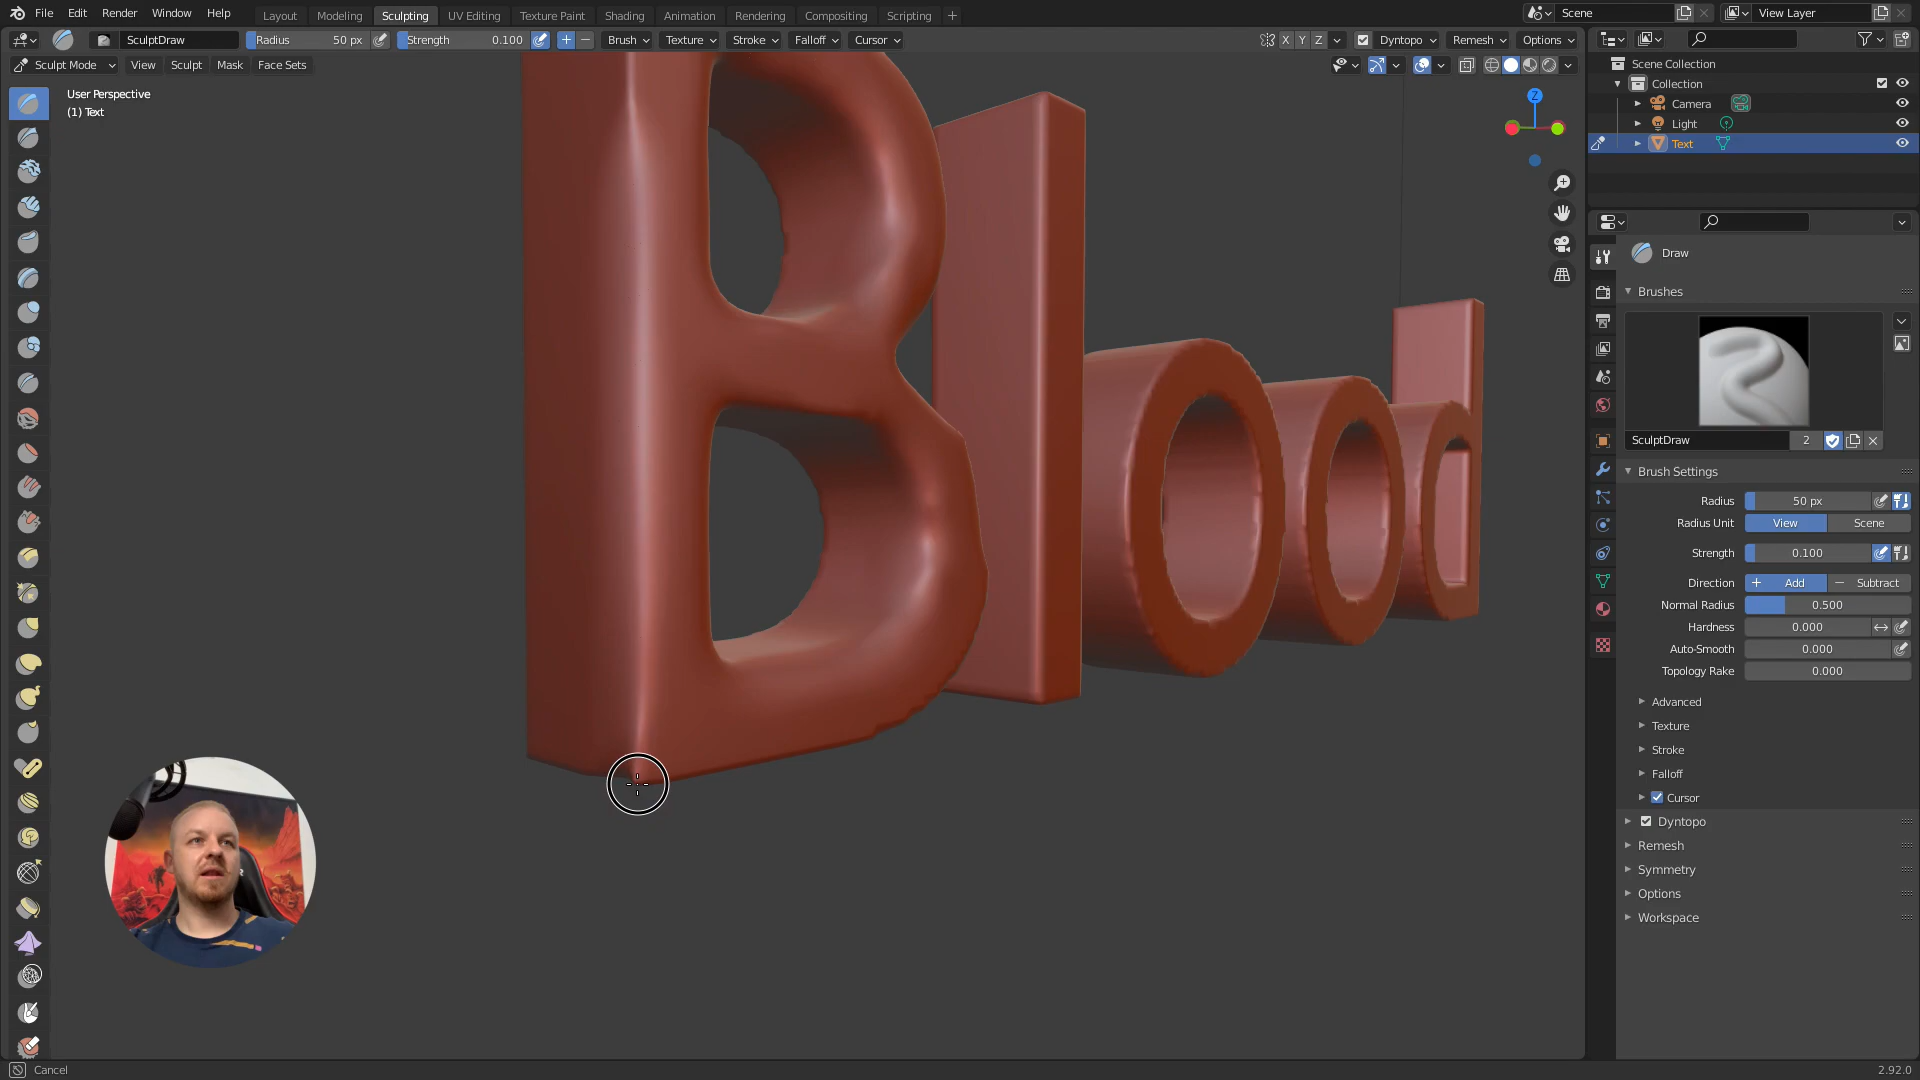 File Edit Render Window Help
Layout Modeling Sculpting UV Editing Texture Paint Shading Animation Rendering Compositing Scripting +
Scene
View Layer
SculptDraw
Radius 50 px
Strength 0.100
Brush Texture Stroke Falloff Cursor
X Y Z
Dyntopo
Remesh
Options
Sculpt Mode View Sculpt Mask Face Sets
User Perspective
(1) Text
Z
Blood
Scene Collection
Collection
Camera
Light
Text
Draw
Brushes
SculptDraw 2
Brush Settings
Radius 50 px
Radius Unit View Scene
Strength 0.100
Direction + Add − Subtract
Normal Radius 0.500
Hardness 0.000
Auto-Smooth 0.000
Topology Rake 0.000
Advanced
Texture
Stroke
Falloff
Cursor
Dyntopo
Remesh
Symmetry
Options
Workspace
Cancel
2.92.0